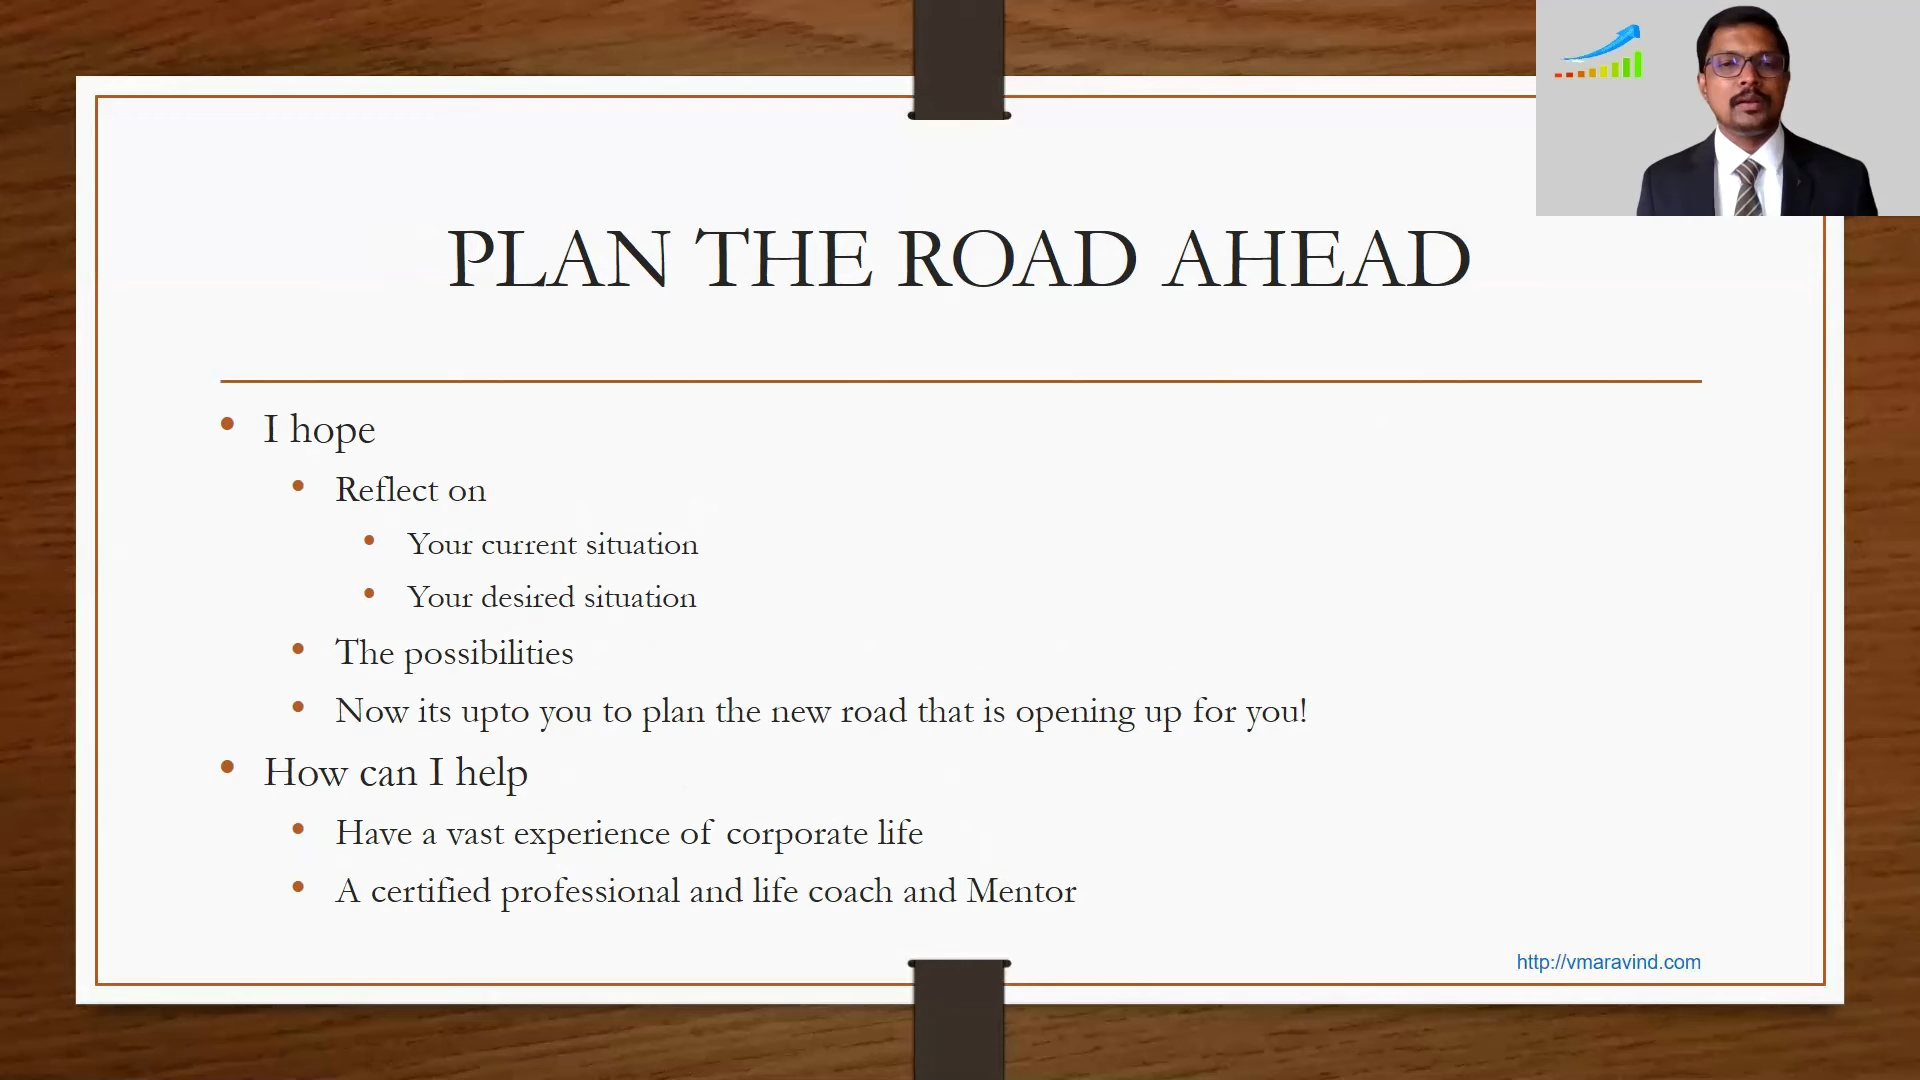 PLAN THE ROAD AHEAD
I hope
Reflect on
Your current situation
Your desired situation
The possibilities
Now its upto you to plan the new road that is opening up for you!
How can I help
Have a vast experience of corporate life
A certified professional and life coach and Mentor
http://vmaravind.com